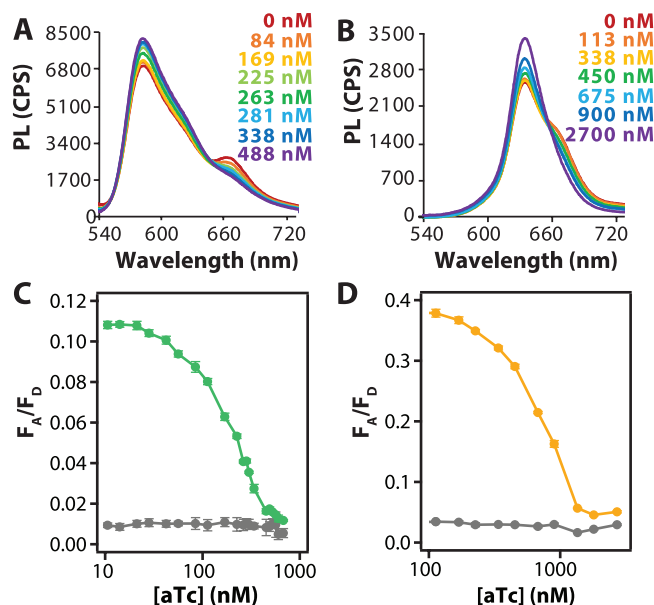 A
PL (CPS)
8500
6800
5100
3400
1700
0
540
600
660
720
Wavelength (nm)
0 nM
84 nM
169 nM
225 nM
263 nM
281 nM
338 nM
488 nM
B
PL (CPS)
3500
2800
2100
1400
700
0
540
600
660
720
Wavelength (nm)
0 nM
113 nM
338 nM
450 nM
675 nM
900 nM
2700 nM
C
F_A/F_D
0.12
0.10
0.08
0.06
0.04
0.02
0.00
10
100
1000
[aTc] (nM)
D
F_A/F_D
0.4
0.3
0.2
0.1
0.0
100
1000
[aTc] (nM)